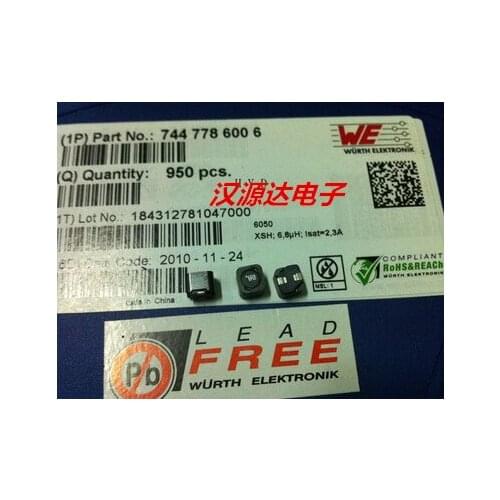 (1P) Part No.: 744 778 600 6
WE
WÜRTH ELEKTRONIK
(Q) Quantity: 950 pcs.
HYD
汉源达电子
1T) Lot No.: 184312781047000
6050
XSH; 6,8µH; Isat=2,3A
Code: 2010 - 11 - 24
Made in China
MSL: 1
COMPLIANT
RoHS&REACh
WÜRTH ELEKTRONIK
Pb
LEAD
FREE
WÜRTH ELEKTRONIK